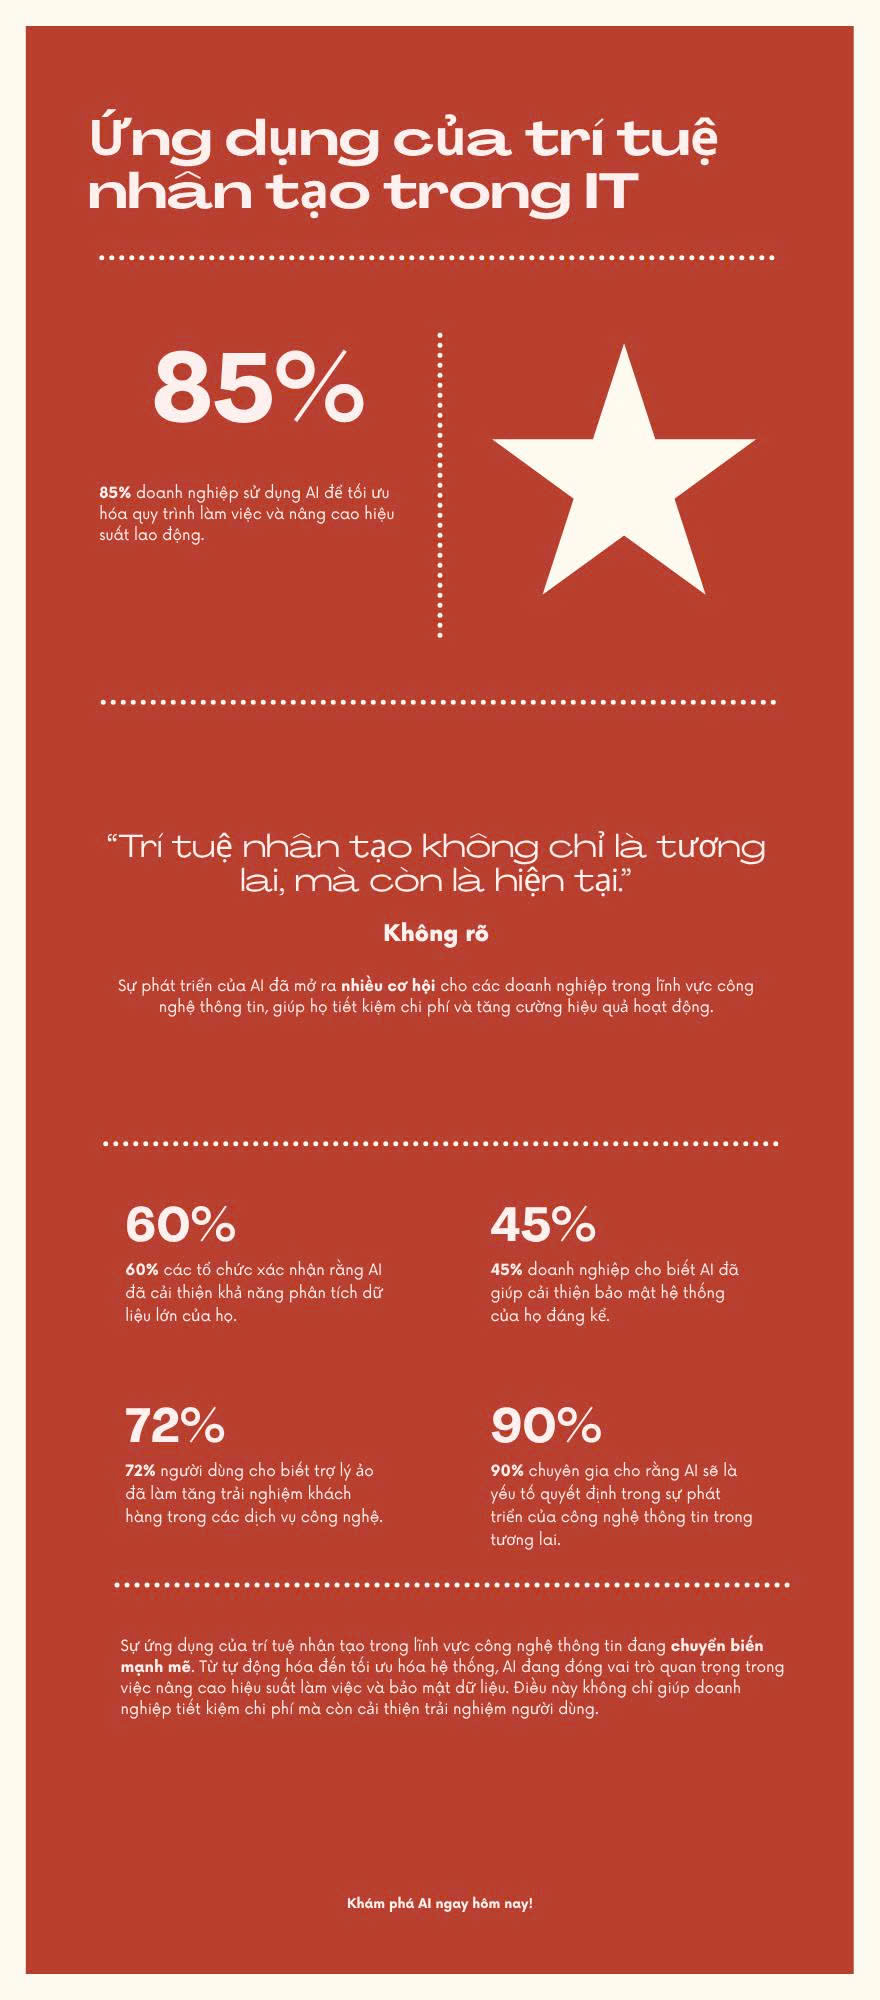 Ứng dụng của trí tuệ
nhân tạo trong IT
85%
85% doanh nghiệp sử dụng AI để tối ưu
hóa quy trình làm việc và nâng cao hiệu
suất lao động.
“Trí tuệ nhân tạo không chỉ là tương
lai, mà còn là hiện tại.”
Không rõ
Sự phát triển của AI đã mở ra nhiều cơ hội cho các doanh nghiệp trong lĩnh vực công
nghệ thông tin, giúp họ tiết kiệm chi phí và tăng cường hiệu quả hoạt động.
60%
60% các tổ chức xác nhận rằng AI
đã cải thiện khả năng phân tích dữ
liệu lớn của họ.
45%
45% doanh nghiệp cho biết AI đã
giúp cải thiện bảo mật hệ thống
của họ đáng kể.
72%
72% người dùng cho biết trợ lý ảo
đã làm tăng trải nghiệm khách
hàng trong các dịch vụ công nghệ.
90%
90% chuyên gia cho rằng AI sẽ là
yếu tố quyết định trong sự phát
triển của công nghệ thông tin trong
tương lai.
Sự ứng dụng của trí tuệ nhân tạo trong lĩnh vực công nghệ thông tin đang chuyển biến
mạnh mẽ. Từ tự động hóa đến tối ưu hóa hệ thống, AI đang đóng vai trò quan trọng trong
việc nâng cao hiệu suất làm việc và bảo mật dữ liệu. Điều này không chỉ giúp doanh
nghiệp tiết kiệm chi phí mà còn cải thiện trải nghiệm người dùng.
Khám phá AI ngay hôm nay!